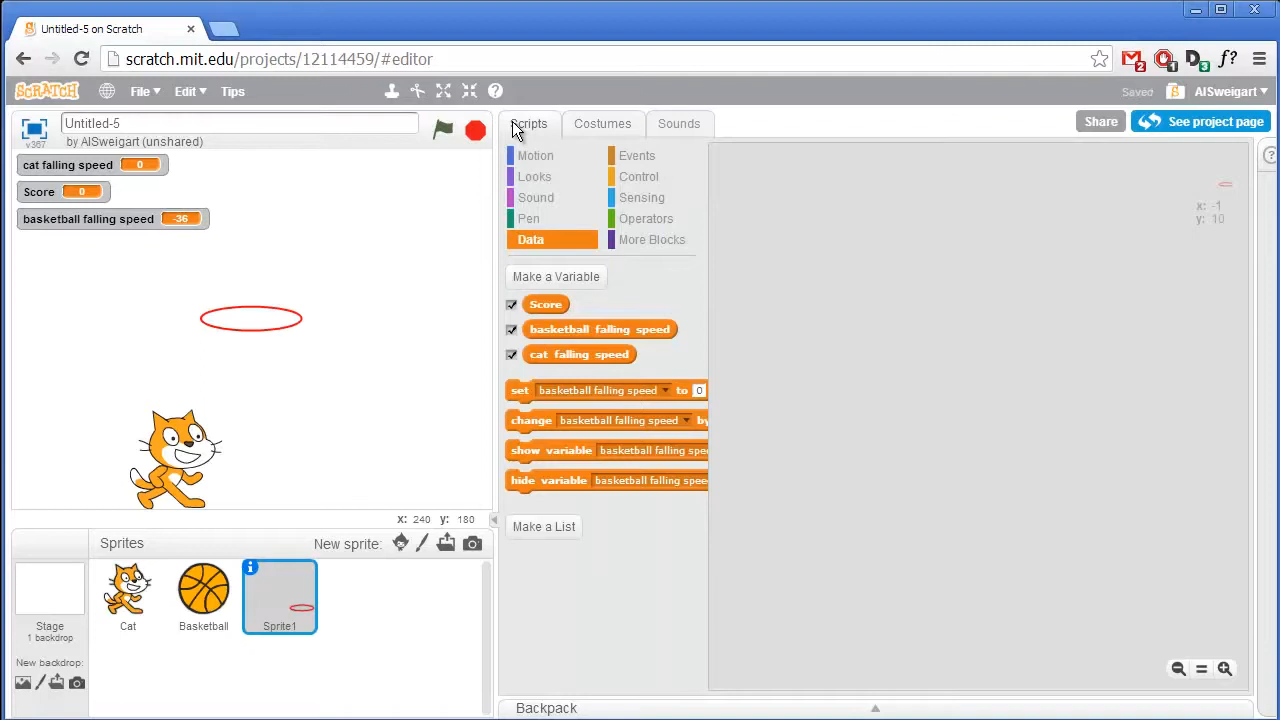 Untitled-5 on Scratch
scratch.mit.edu/projects/12114459/#editor
2 1 D 3 f?
SCRATCH File Edit Tips Saved AlSweigart
Untitled-5
v367
by AlSweigart (unshared)
Scripts Costumes Sounds
Share See project page
cat falling speed 0
Score 0
basketball falling speed -36
Motion Events
Looks Control
Sound Sensing
Pen Operators
Data More Blocks
Make a Variable
Score
basketball falling speed
cat falling speed
set basketball falling speed to 0
change basketball falling speed by
show variable basketball falling spee
hide variable basketball falling spee
Make a List
x: -1
y: 10
x: 240 y: 180
Sprites New sprite:
Stage
1 backdrop
New backdrop:
Cat
Basketball
Sprite1
Backpack